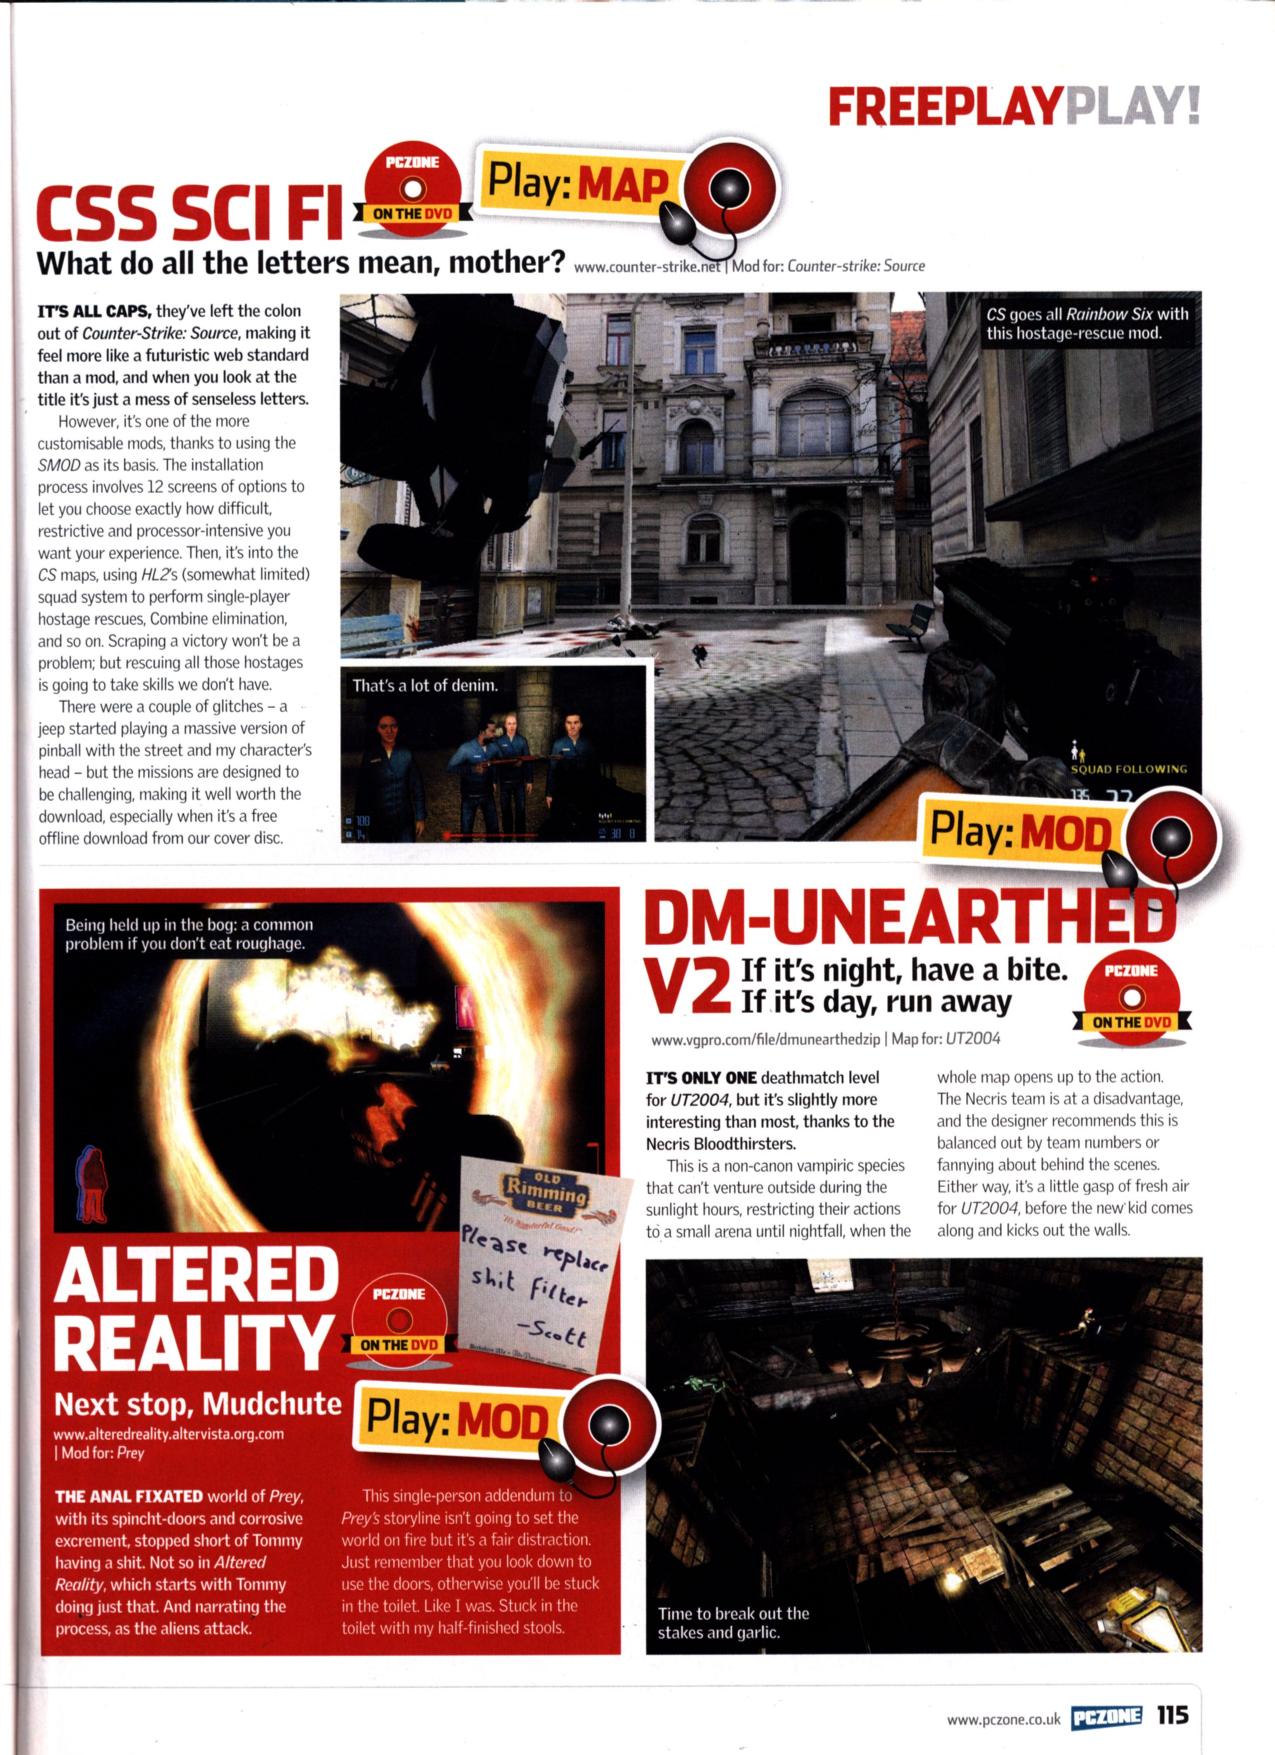 FREEPLAYPLAY!
CSS SCI FI
PCZONE
ON THE DVD
Play: MAP
What do all the letters mean, mother?
www.counter-strike.net | Mod for: Counter-strike: Source
IT'S ALL CAPS, they've left the colon
out of Counter-Strike: Source, making it
feel more like a futuristic web standard
than a mod, and when you look at the
title it's just a mess of senseless letters.
However, it's one of the more
customisable mods, thanks to using the
SMOD as its basis. The installation
process involves 12 screens of options to
let you choose exactly how difficult,
restrictive and processor-intensive you
want your experience. Then, it's into the
CS maps, using HL2's (somewhat limited)
squad system to perform single-player
hostage rescues, Combine elimination,
and so on. Scraping a victory won't be a
problem; but rescuing all those hostages
is going to take skills we don't have.
There were a couple of glitches – a
jeep started playing a massive version of
pinball with the street and my character's
head – but the missions are designed to
be challenging, making it well worth the
download, especially when it's a free
offline download from our cover disc.
CS goes all Rainbow Six with
this hostage-rescue mod.
That's a lot of denim.
SQUAD FOLLOWING
Play: MOD
Being held up in the bog: a common
problem if you don't eat roughage.
OLD
Rimming
BEER
Please replace
shit filter
-Scott
ALTERED
REALITY
PCZONE
ON THE DVD
Next stop, Mudchute
Play: MOD
www.alteredreality.altervista.org.com
| Mod for: Prey
THE ANAL FIXATED world of Prey,
with its spincht-doors and corrosive
excrement, stopped short of Tommy
having a shit. Not so in Altered
Reality, which starts with Tommy
doing just that. And narrating the
process, as the aliens attack.
This single-person addendum to
Prey's storyline isn't going to set the
world on fire but it's a fair distraction.
Just remember that you look down to
use the doors, otherwise you'll be stuck
in the toilet. Like I was. Stuck in the
toilet with my half-finished stools.
DM-UNEARTHED
V2
If it's night, have a bite.
If it's day, run away
PCZONE
ON THE DVD
www.vgpro.com/file/dmunearthedzip | Map for: UT2004
IT'S ONLY ONE deathmatch level
for UT2004, but it's slightly more
interesting than most, thanks to the
Necris Bloodthirsters.
This is a non-canon vampiric species
that can't venture outside during the
sunlight hours, restricting their actions
to a small arena until nightfall, when the
whole map opens up to the action.
The Necris team is at a disadvantage,
and the designer recommends this is
balanced out by team numbers or
fannying about behind the scenes.
Either way, it's a little gasp of fresh air
for UT2004, before the new kid comes
along and kicks out the walls.
Time to break out the
stakes and garlic.
www.pczone.co.uk PCZONE 115